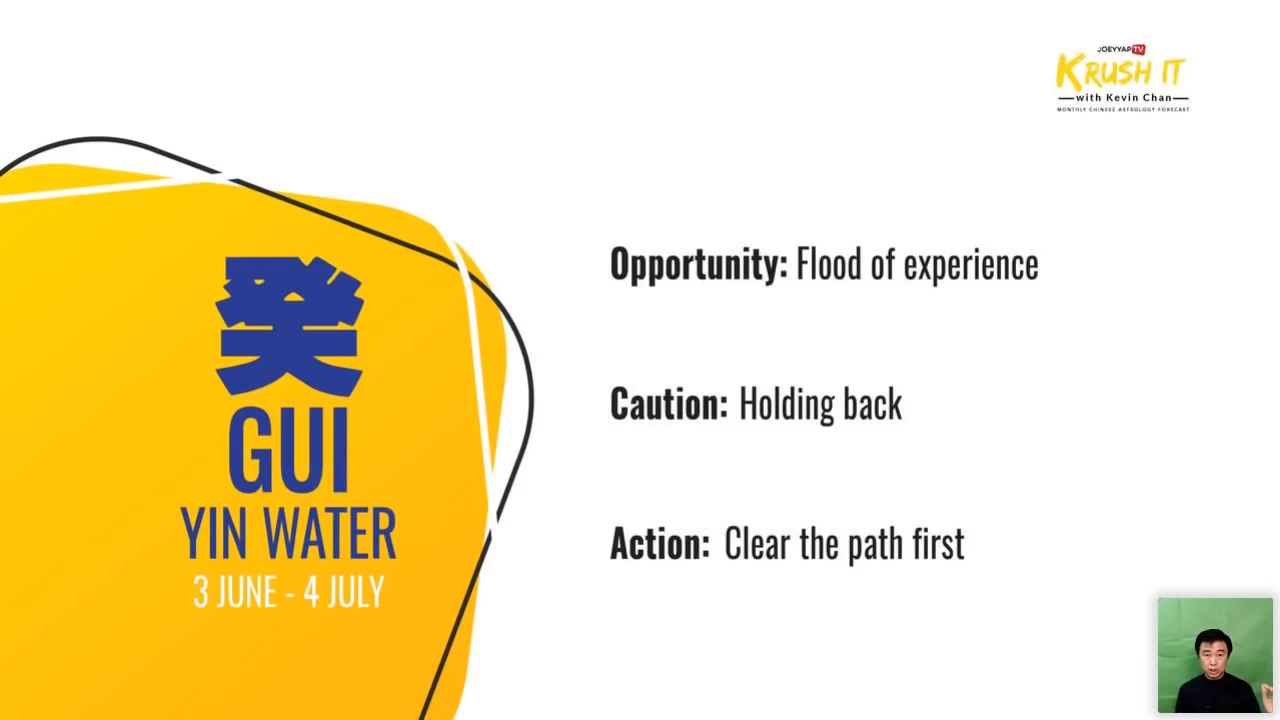 JOEYYAPTV
KRUSH IT
with Kevin Chan
MONTHLY CHINESE ASTROLOGY FORECAST
癸
GUI
YIN WATER
3 JUNE - 4 JULY
Opportunity: Flood of experience
Caution: Holding back
Action: Clear the path first